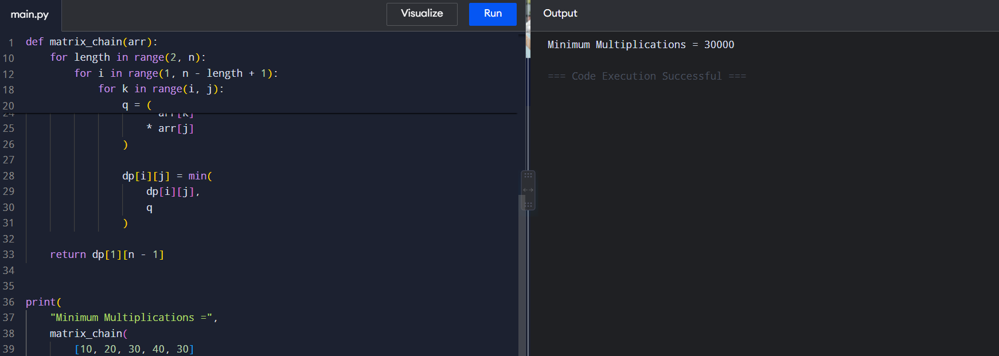 main.py
Visualize
Run
Output
1 def matrix_chain(arr):
10 for length in range(2, n):
12 for i in range(1, n - length + 1):
18 for k in range(i, j):
20 q = (
24 arr[k]
25 * arr[j]
26 )
27
28 dp[i][j] = min(
29 dp[i][j],
30 q
31 )
32
33 return dp[1][n - 1]
34
35
36 print(
37 "Minimum Multiplications =",
38 matrix_chain(
39 [10, 20, 30, 40, 30]
Minimum Multiplications = 30000
=== Code Execution Successful ===